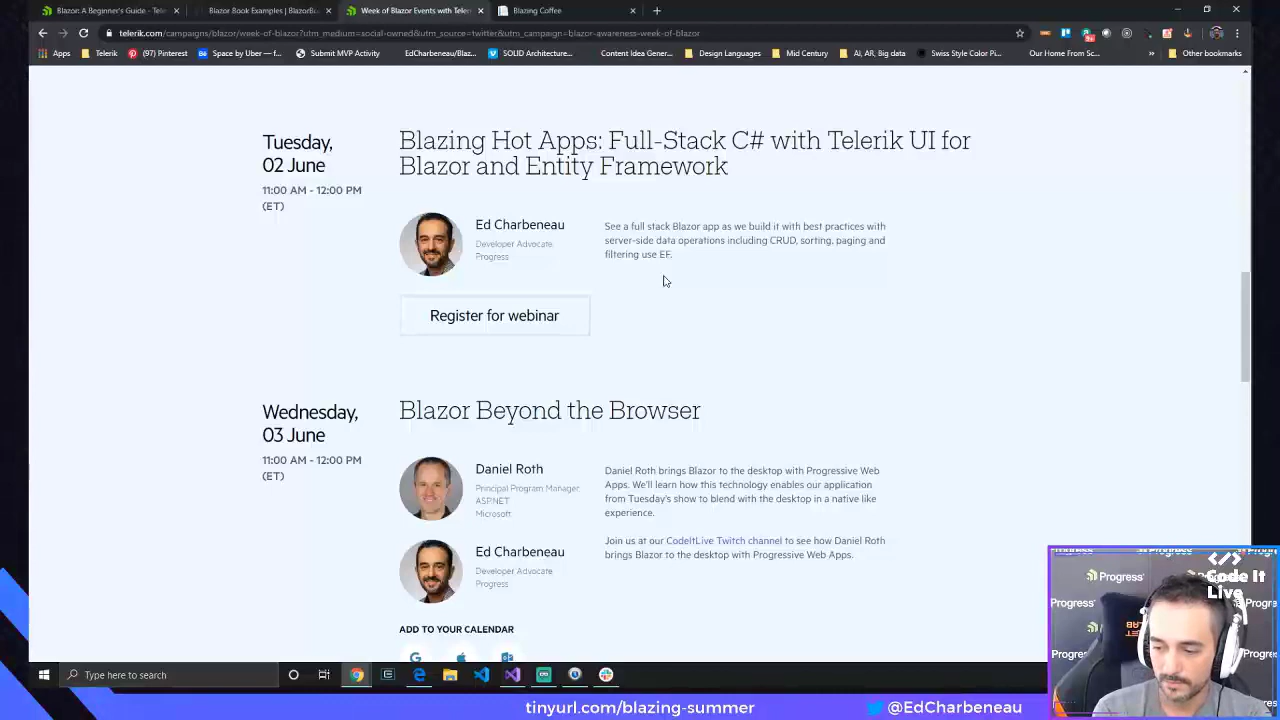 Blazor: A Beginner's Guide - Tele
Blazor Book Examples | BlazorBo
Week of Blazor Events with Teler
Blazing Coffee
telerik.com/campaigns/blazor/week-of-blazor?utm_medium=social-owned&utm_source=twitter&utm_campaign=blazor-awareness-week-of-blazor
Apps
Telerik
(97) Pinterest
Space by Uber — f...
Submit MVP Activity
EdCharbeneau/Blaz...
SOLID Architecture...
Content Idea Gener...
Design Languages
Mid Century
AI, AR, Big data
Swiss Style Color Pi...
Our Home From Sc...
Other bookmarks
Tuesday,
02 June
11:00 AM - 12:00 PM
(ET)
Blazing Hot Apps: Full-Stack C# with Telerik UI for
Blazor and Entity Framework
Ed Charbeneau
Developer Advocate
Progress
See a full stack Blazor app as we build it with best practices with
server-side data operations including CRUD, sorting, paging and
filtering use EF.
Register for webinar
Wednesday,
03 June
11:00 AM - 12:00 PM
(ET)
Blazor Beyond the Browser
Daniel Roth
Principal Program Manager,
ASP.NET
Microsoft
Daniel Roth brings Blazor to the desktop with Progressive Web
Apps. We'll learn how this technology enables our application
from Tuesday's show to blend with the desktop in a native like
experience.
Join us at our CodeItLive Twitch channel to see how Daniel Roth
brings Blazor to the desktop with Progressive Web Apps.
Ed Charbeneau
Developer Advocate
Progress
ADD TO YOUR CALENDAR
Type here to search
Progress
Progress
Progress
Code It
Live
tinyurl.com/blazing-summer
@EdCharbeneau